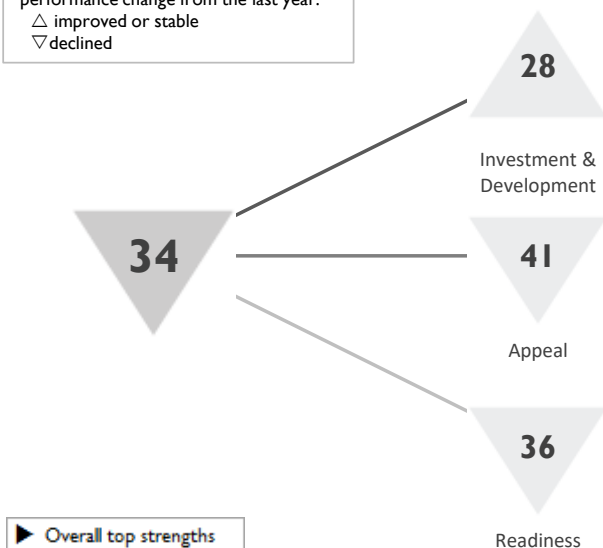 performance change from the last year:
△ improved or stable
▽ declined
28
Investment &
Development
34
41
Appeal
36
Readiness
▶ Overall top strengths